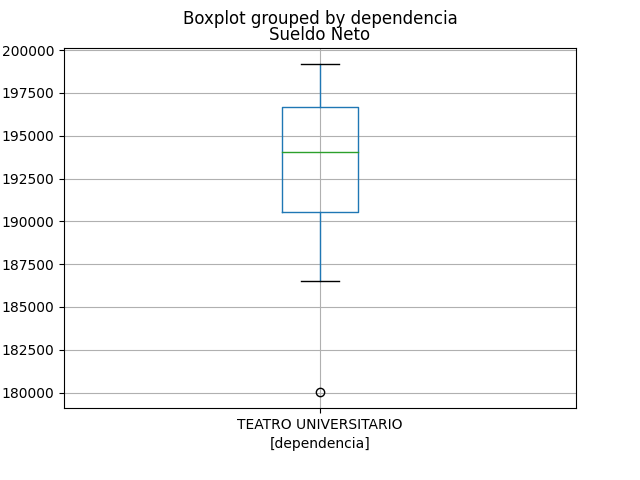 Boxplot grouped by dependencia
Sueldo Neto
200000
197500
195000
192500
190000
187500
185000
182500
180000
TEATRO UNIVERSITARIO
[dependencia]